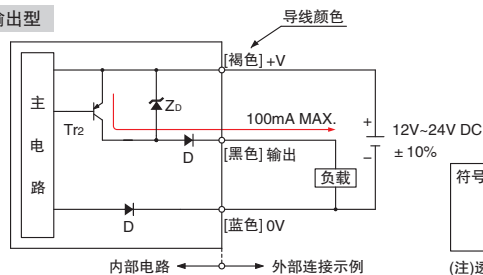 输出型
导线颜色
[褐色] +V
主
电
路
Tr2
ZD
100mA MAX.
D
[黑色] 输出
+
−
12V~24V DC
± 10%
负载
符号
D
[蓝色] 0V
内部电路
外部连接示例
(注)